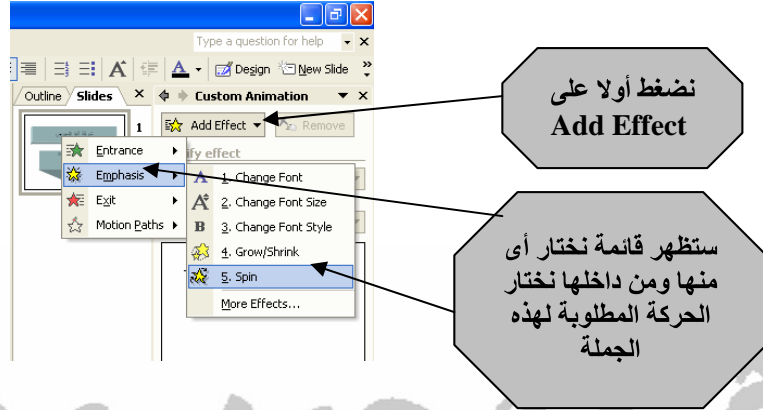 Type a question for help
Design New Slide
Outline Slides
Custom Animation
1
Add Effect
Remove
ify effect
Entrance
Emphasis
Exit
Motion Paths
1. Change Font
2. Change Font Size
3. Change Font Style
4. Grow/Shrink
5. Spin
More Effects...
نضغط أولا على
Add Effect
ستظهر قائمة نختار أى
منها ومن داخلها نختار
الحركة المطلوبة لهذه
الجملة